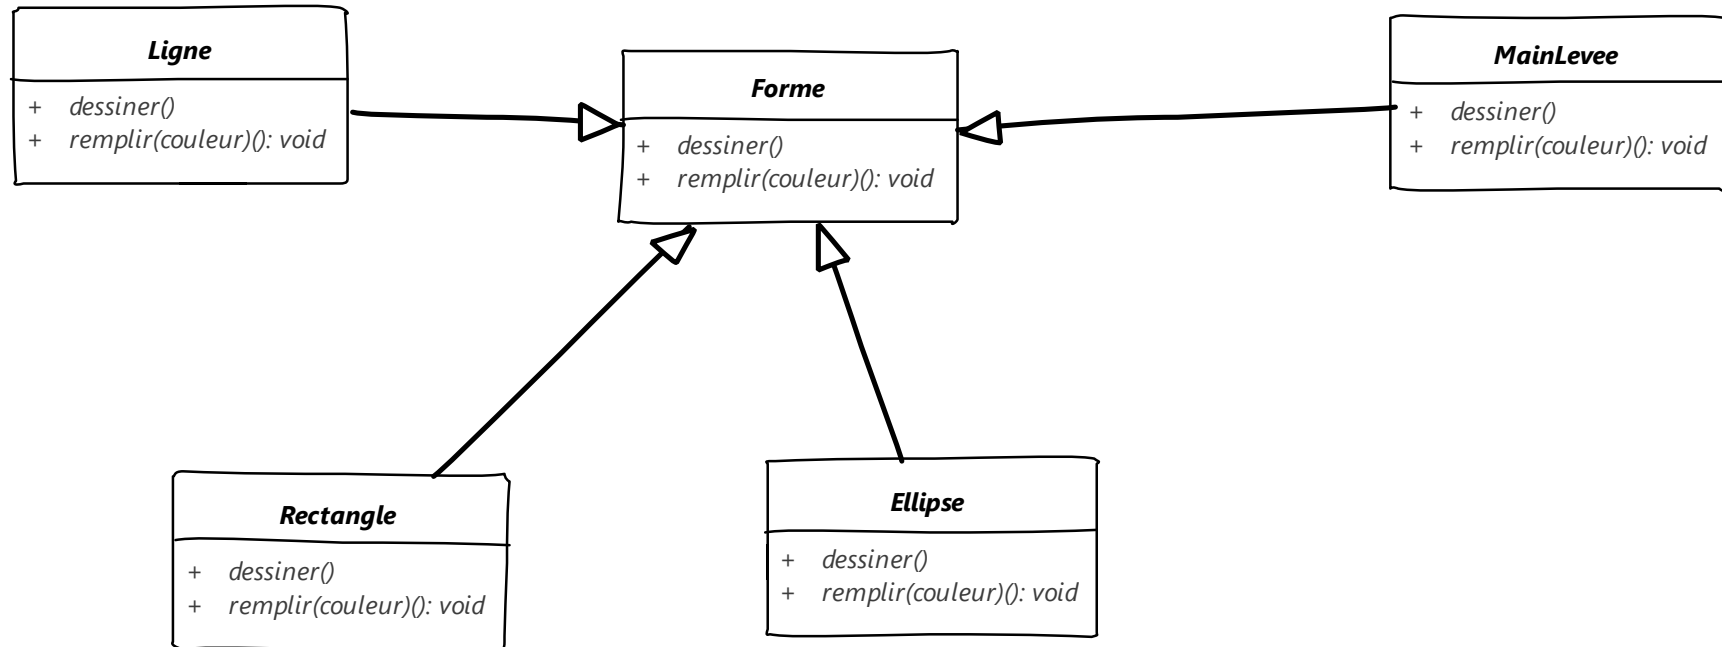 Ligne
+ dessiner()
+ remplir(couleur)(): void
Forme
+ dessiner()
+ remplir(couleur)(): void
MainLevee
+ dessiner()
+ remplir(couleur)(): void
Rectangle
+ dessiner()
+ remplir(couleur)(): void
Ellipse
+ dessiner()
+ remplir(couleur)(): void